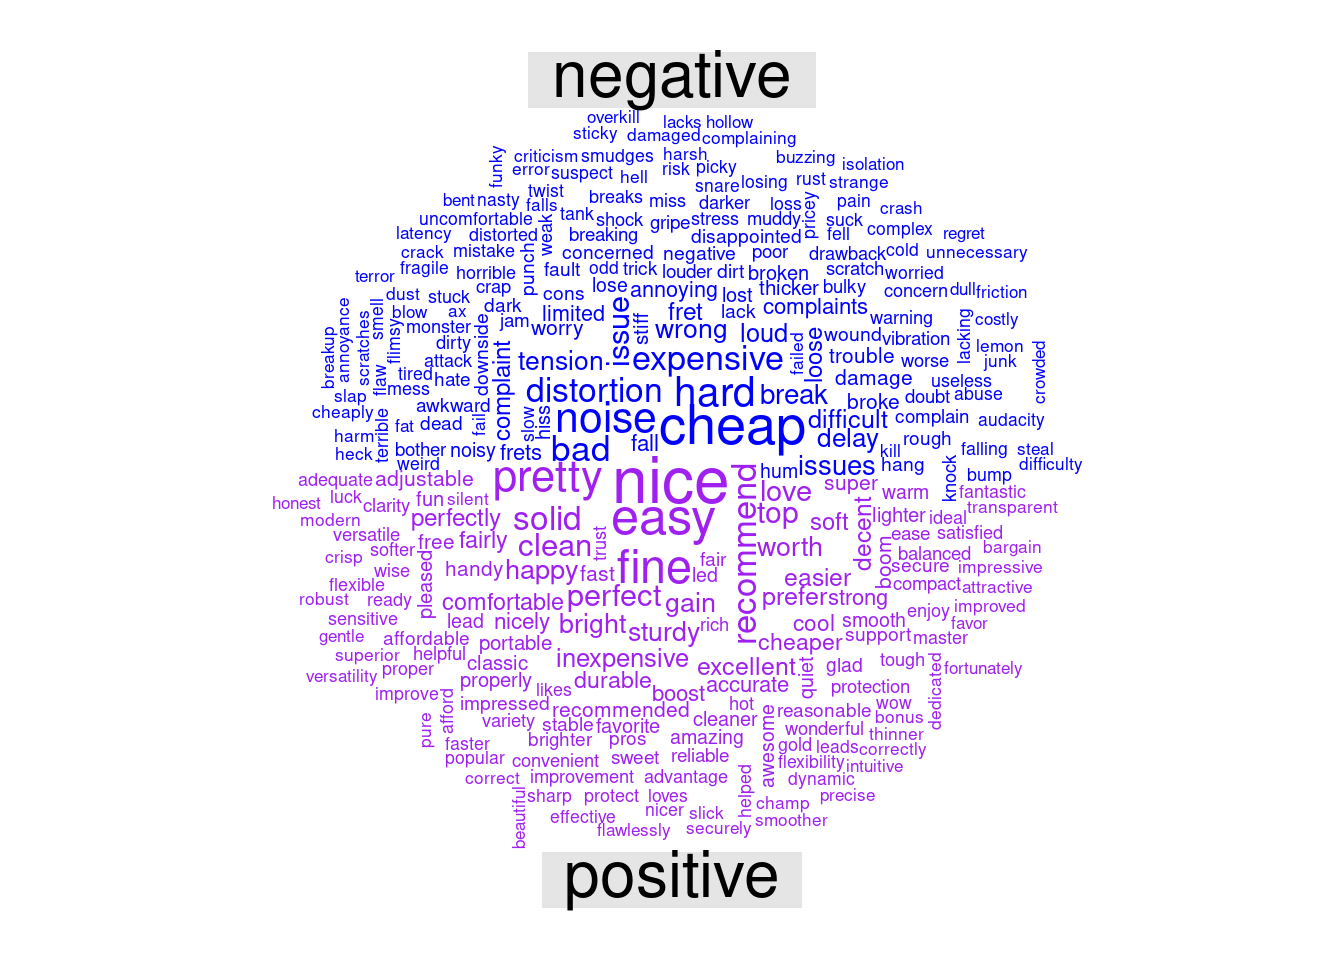 negative
overkill lacks hollow
sticky damaged complaining
funky criticism smudges harsh buzzing isolation
error suspect hell risk picky
snare losing rust strange
bent nasty twist breaks miss darker loss pricey pain crash
falls
uncomfortable tank shock gripe stress muddy suck complex regret
latency distorted weak breaking disappointed fell
crack mistake punch concerned negative poor drawback cold unnecessary
terror fragile horrible fault odd trick louder dirt broken scratch worried
dust stuck crap cons lose annoying lost thicker bulky concern dull friction
annoyance smell blow ax dark limited issue fret lack complaints warning costly
breakup scratches flimsy monster jam worry stiff wrong loud wound vibration lacking lemon
dirty downside
flaw attack complaint tension expensive failed loose trouble worse junk crowded
tired hate damage useless
slap mess distortion hard break broke doubt abuse
cheaply awkward
terrible fat dead fail slow hiss noise cheap difficult complain audacity
harm
heck bother noisy frets bad fall delay kill rough falling steal
weird hum issues hang knock bump difficulty
adequate adjustable pretty nice recommend love super warm fantastic
honest luck clarity fun silent transparent
modern perfectly solid easy top soft decent lighter ideal
versatile free fairly clean trust worth ease satisfied
crisp softer fair boom balanced bargain
wise pleased handy happy fast fine led easier secure impressive
flexible compact attractive
robust ready comfortable perfect gain prefer strong enjoy improved
sensitive lead nicely bright sturdy rich cool smooth favor
gentle affordable portable cheaper support master
superior helpful classic inexpensive excellent quiet glad tough dedicated fortunately
versatility proper properly durable accurate protection
improve afford impressed likes boost hot reasonable wow
pure variety recommended cleaner awesome bonus
stable favorite wonderful thinner
faster brighter pros amazing gold leads correctly
popular convenient sweet reliable flexibility intuitive
correct improvement advantage helped dynamic
beautiful sharp protect loves champ precise
effective nicer slick smoother
flawlessly securely
positive